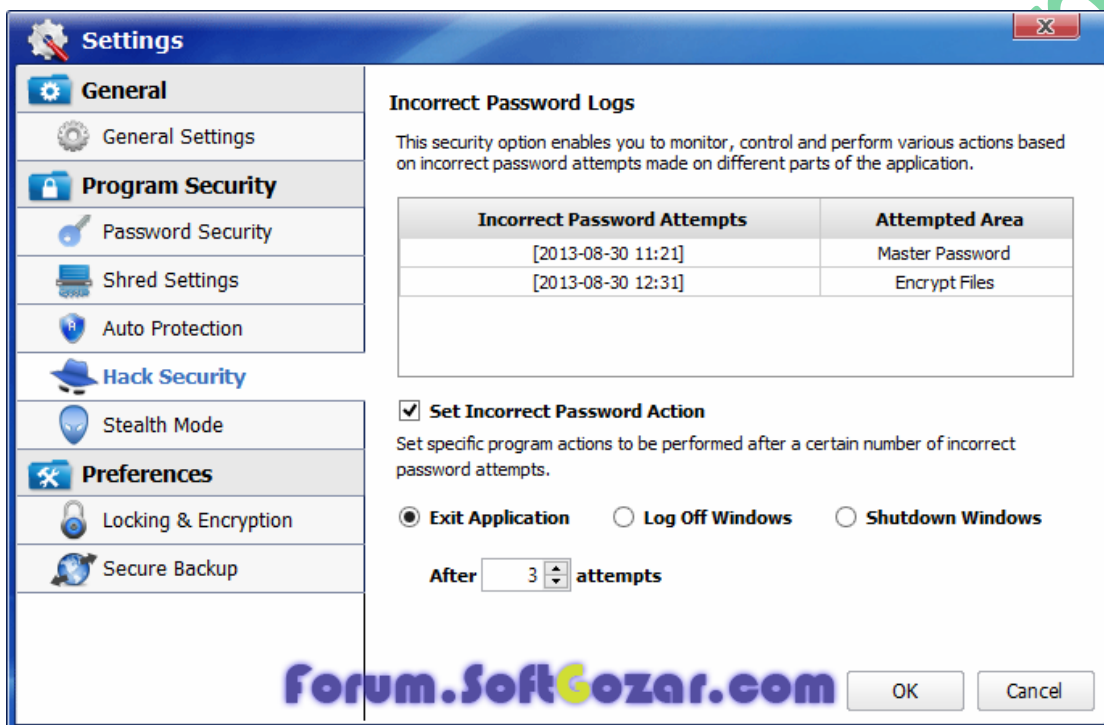 Settings
X
General
General Settings
Program Security
Password Security
Shred Settings
Auto Protection
Hack Security
Stealth Mode
Preferences
Locking & Encryption
Secure Backup
Incorrect Password Logs
This security option enables you to monitor, control and perform various actions based
on incorrect password attempts made on different parts of the application.
Incorrect Password Attempts Attempted Area
[2013-08-30 11:21] Master Password
[2013-08-30 12:31] Encrypt Files
Set Incorrect Password Action
Set specific program actions to be performed after a certain number of incorrect
password attempts.
Exit Application Log Off Windows Shutdown Windows
After 3 attempts
Forum.SoftGozar.com
OK Cancel